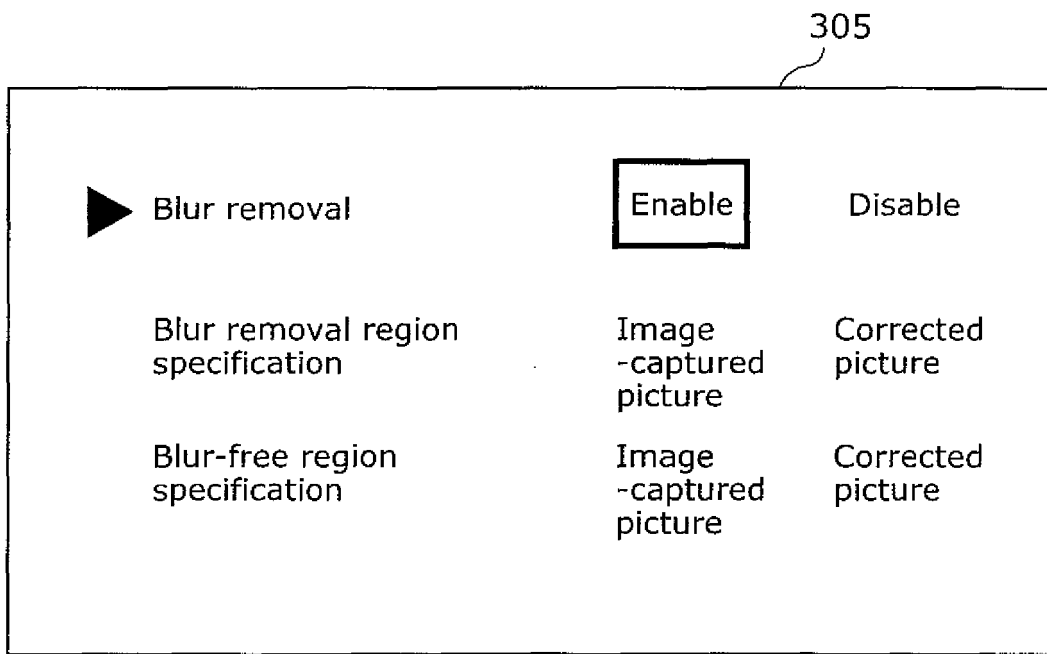 305
Blur removal Enable Disable
Blur removal region Image Corrected
specification -captured picture
picture
Blur-free region Image Corrected
specification -captured picture
picture